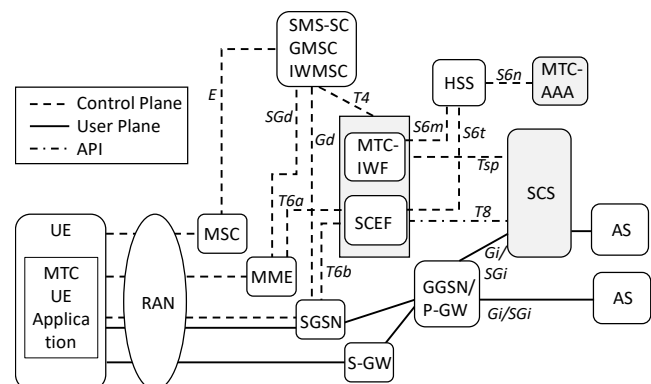 SMS-SC
GMSC
IWMSC
HSS
S6n
MTC-
AAA
E
SGd
T4
Control Plane
User Plane
API
Gd
S6m
S6t
MTC-
IWF
Tsp
SCS
T6a
SCEF
T8
UE
MSC
AS
Gi/
SGi
MTC
UE
Applica
tion
RAN
MME
T6b
GGSN/
P-GW
AS
Gi/SGi
SGSN
S-GW